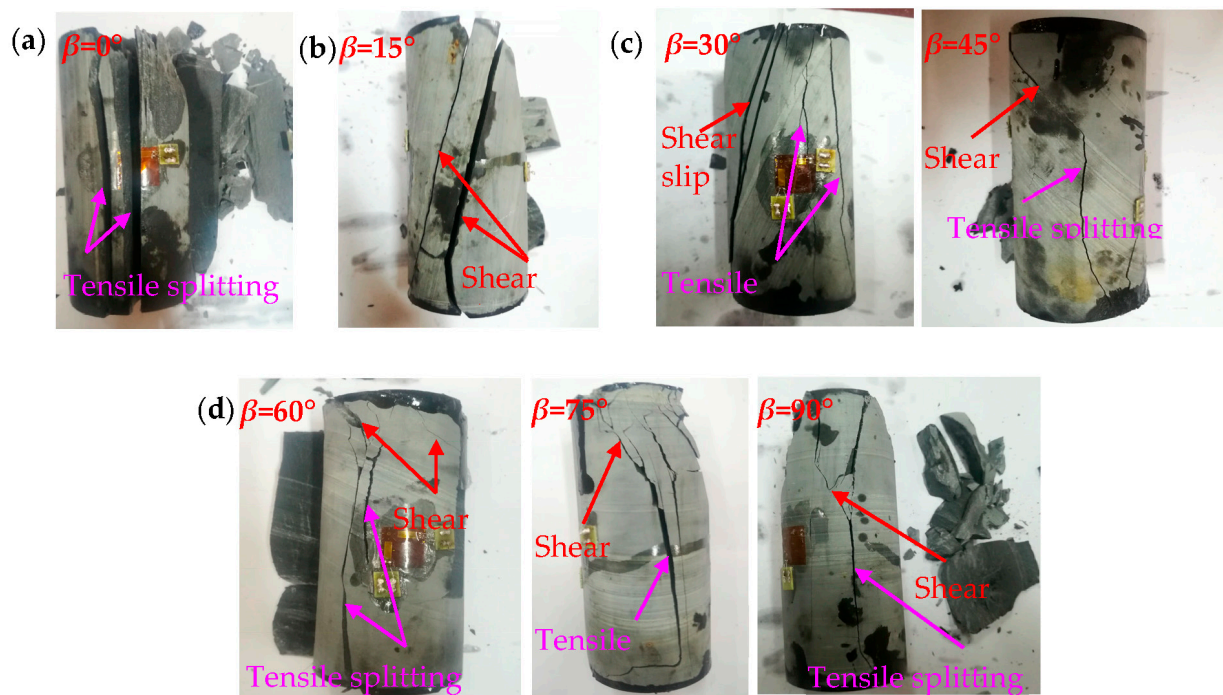 (a)
β=0°
Tensile splitting
(b)
β=15°
Shear
(c)
β=30°
Shear
slip
Tensile
β=45°
Shear
Tensile splitting
(d)
β=60°
Shear
Tensile splitting
β=75°
Shear
Tensile
β=90°
Shear
Tensile splitting